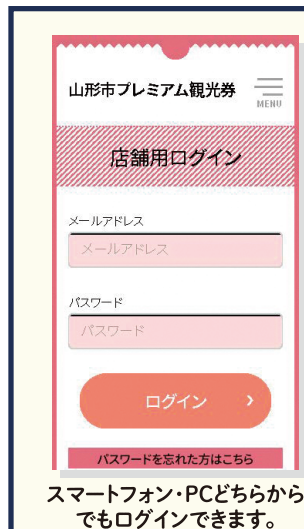 山形市プレミアム観光券
MENU
店舗用ログイン
メールアドレス
メールアドレス
パスワード
パスワード
ログイン
パスワードを忘れた方はこちら
スマートフォン・PCどちらから
でもログインできます。